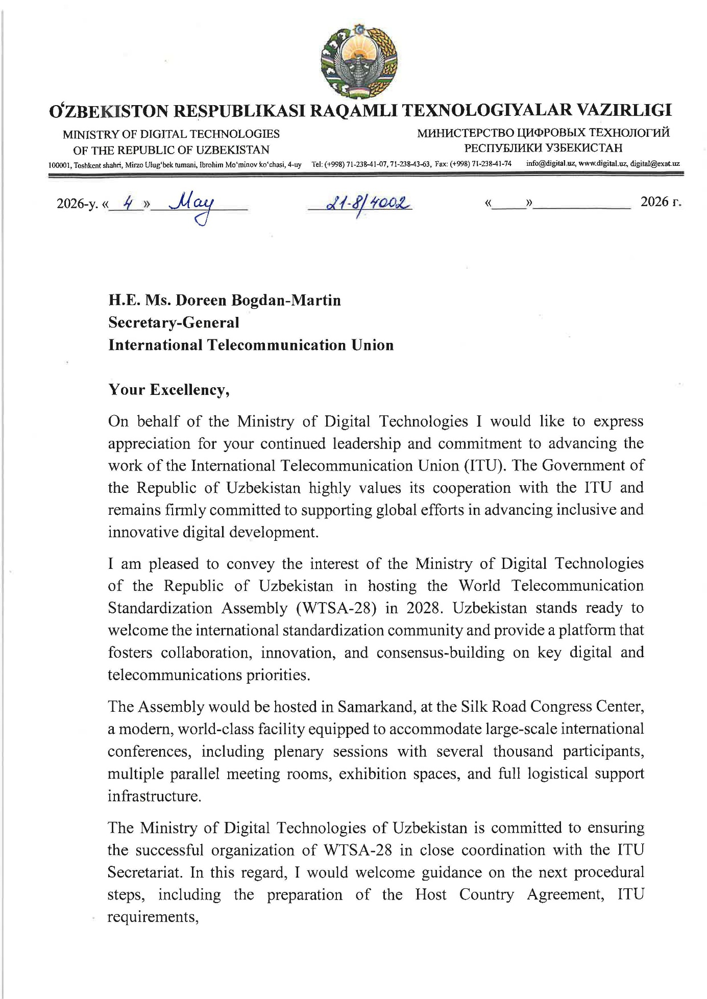 O‘ZBEKISTON RESPUBLIKASI RAQAMLI TEXNOLOGIYALAR VAZIRLIGI
MINISTRY OF DIGITAL TECHNOLOGIES
OF THE REPUBLIC OF UZBEKISTAN
МИНИСТЕРСТВО ЦИФРОВЫХ ТЕХНОЛОГИЙ
РЕСПУБЛИКИ УЗБЕКИСТАН
100001, Toshkent shahri, Mirzo Ulug‘bek tumani, Ibrohim Mo‘minov ko‘chasi, 4-uy Tel: (+998) 71-238-41-07, 71-238-43-63, Fax: (+998) 71-238-41-74 info@digital.uz, www.digital.uz, digital@exat.uz
2026-y. « 4 » May 21-8/4002 «_____»______________ 2026 г.
H.E. Ms. Doreen Bogdan-Martin
Secretary-General
International Telecommunication Union
Your Excellency,
On behalf of the Ministry of Digital Technologies I would like to express
appreciation for your continued leadership and commitment to advancing the
work of the International Telecommunication Union (ITU). The Government of
the Republic of Uzbekistan highly values its cooperation with the ITU and
remains firmly committed to supporting global efforts in advancing inclusive and
innovative digital development.
I am pleased to convey the interest of the Ministry of Digital Technologies
of the Republic of Uzbekistan in hosting the World Telecommunication
Standardization Assembly (WTSA-28) in 2028. Uzbekistan stands ready to
welcome the international standardization community and provide a platform that
fosters collaboration, innovation, and consensus-building on key digital and
telecommunications priorities.
The Assembly would be hosted in Samarkand, at the Silk Road Congress Center,
a modern, world-class facility equipped to accommodate large-scale international
conferences, including plenary sessions with several thousand participants,
multiple parallel meeting rooms, exhibition spaces, and full logistical support
infrastructure.
The Ministry of Digital Technologies of Uzbekistan is committed to ensuring
the successful organization of WTSA-28 in close coordination with the ITU
Secretariat. In this regard, I would welcome guidance on the next procedural
steps, including the preparation of the Host Country Agreement, ITU
requirements,